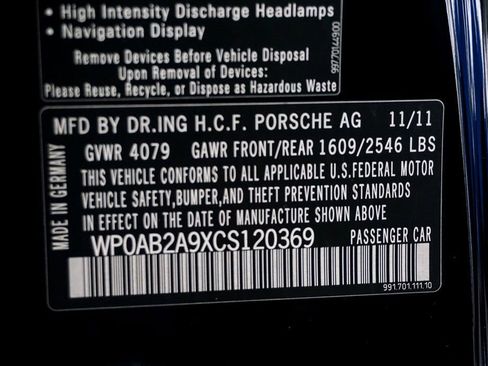 • High Intensity Discharge Headlamps
• Navigation Display
Remove Devices Before Vehicle Disposal
Upon Removal of Devices:
Please Reuse, Recycle, or Dispose as Hazardous Waste
997.701.449.00
MADE IN GERMANY
MFD BY DR.ING H.C.F. PORSCHE AG 11/11
GVWR 4079 GAWR FRONT/REAR 1609/2546 LBS
THIS VEHICLE CONFORMS TO ALL APPLICABLE U.S.FEDERAL MOTOR
VEHICLE SAFETY,BUMPER,AND THEFT PREVENTION STANDARDS
IN EFFECT ON THE DATE OF MANUFACTURE SHOWN ABOVE
WP0AB2A9XCS120369 PASSENGER CAR
991.701.111.10